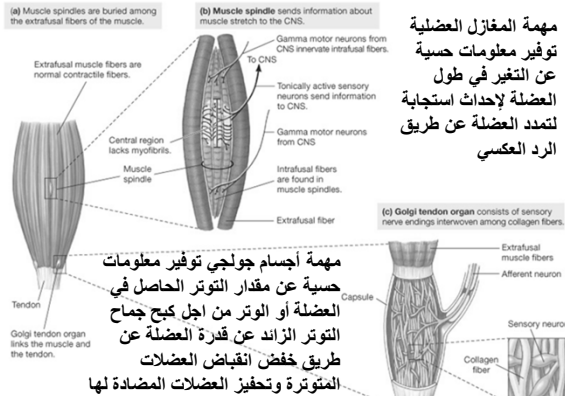 (a) Muscle spindles are buried among
the extrafusal fibers of the muscle.
Extrafusal muscle fibers are
normal contractile fibers.
Muscle
spindle
Tendon
Golgi tendon organ
links the muscle and
the tendon.
(b) Muscle spindle sends information about
muscle stretch to the CNS.
Gamma motor neurons from
CNS innervate intrafusal fibers.
To CNS
Tonically active sensory
neurons send information
to CNS.
Central region
lacks myofibrils.
Gamma motor neurons
from CNS
Intrafusal fibers
are found in
muscle spindles.
Extrafusal fiber
مهمة المغازل العضلية
توفير معلومات حسية
عن التغير في طول
العضلة لإحداث استجابة
لتمدد العضلة عن طريق
الرد العكسي
(c) Golgi tendon organ consists of sensory
nerve endings interwoven among collagen fibers.
Extrafusal
muscle fibers
Afferent neuron
Capsule
Sensory neuro
Collagen
fiber
مهمة أجسام جولجي توفير معلومات
حسية عن مقدار التوتر الحاصل في
العضلة أو الوتر من اجل كبح جماح
التوتر الزائد عن قدرة العضلة عن
طريق خفض انقباض العضلات
المتوترة وتحفيز العضلات المضادة لها